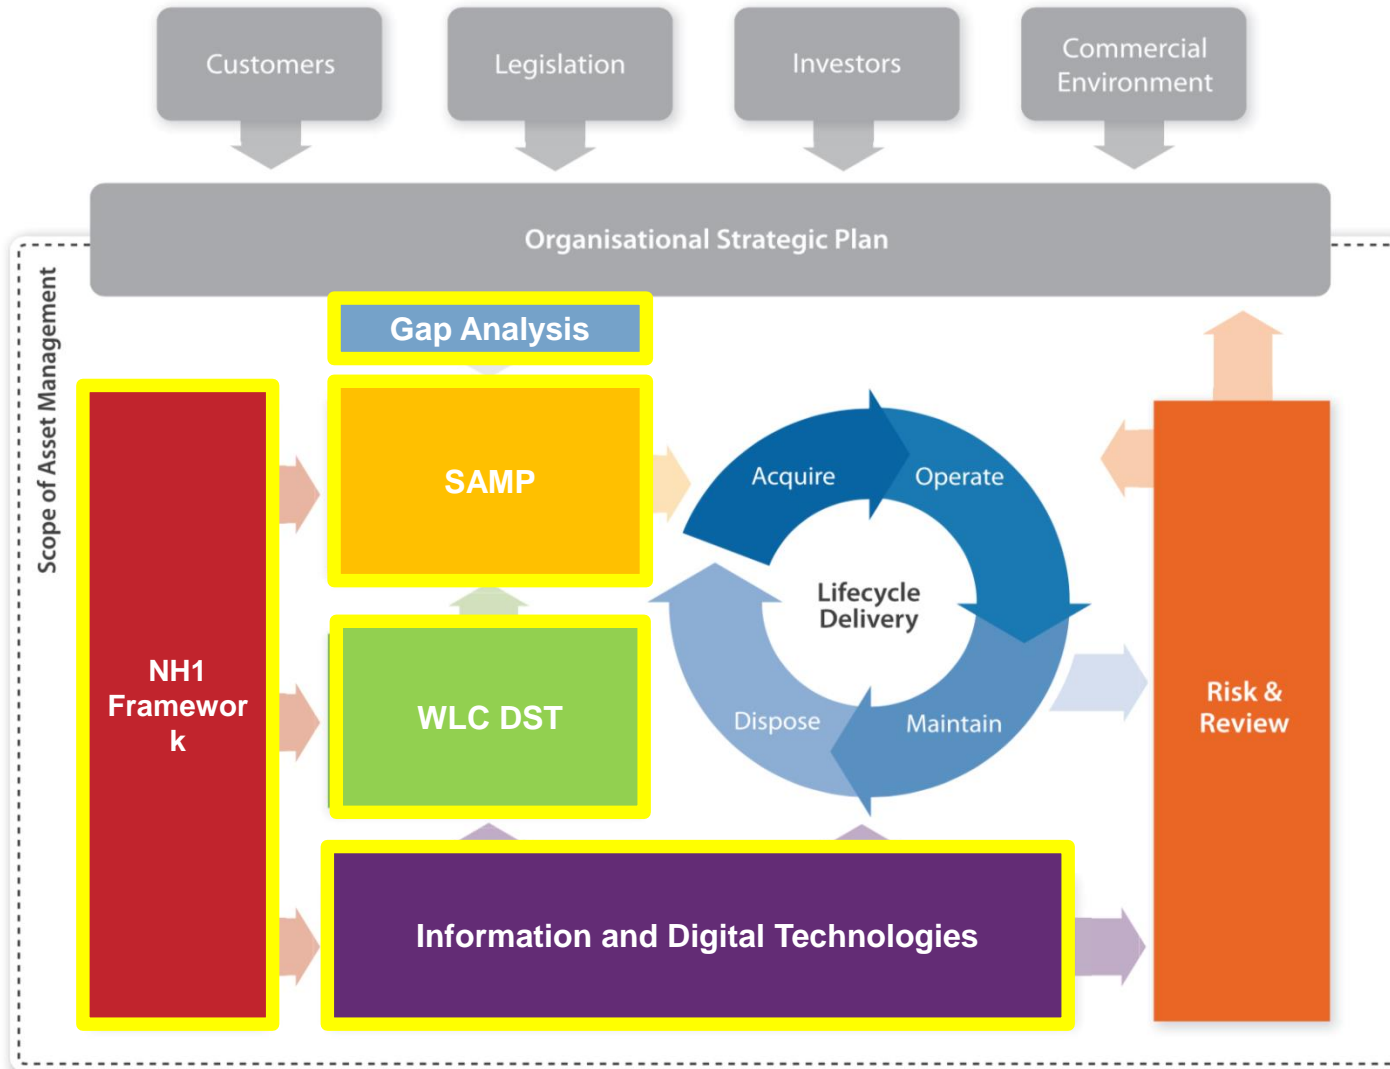 Customers
Legislation
Investors
Commercial
Environment
Organisational Strategic Plan
Scope of Asset Management
Gap Analysis
SAMP
Acquire
Operate
Lifecycle
Delivery
NH1
Framewor
k
WLC DST
Dispose
Maintain
Risk &
Review
Information and Digital Technologies